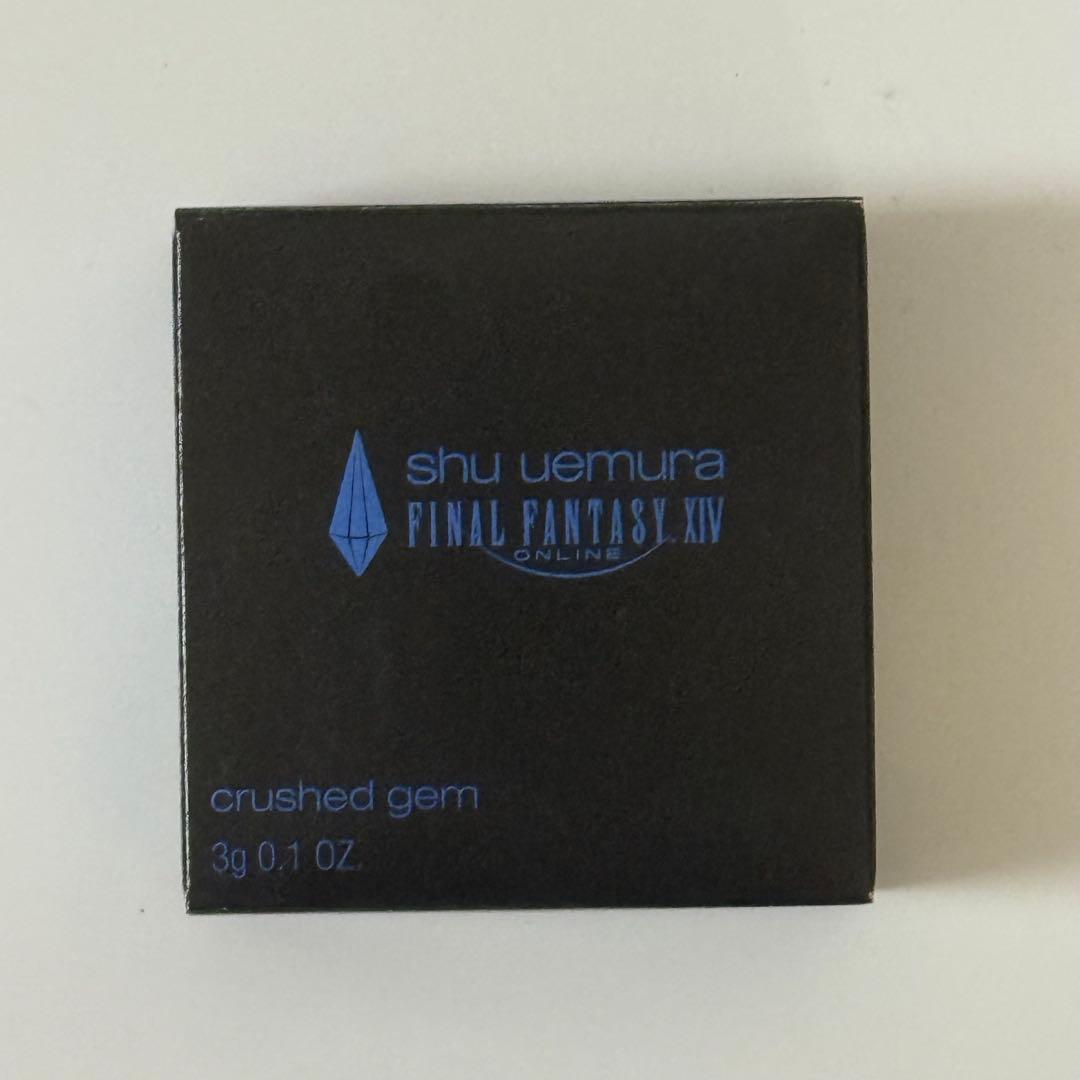 shu uemura
FINAL FANTASY XIV
ONLINE
crushed gem
3g 0.1 OZ.